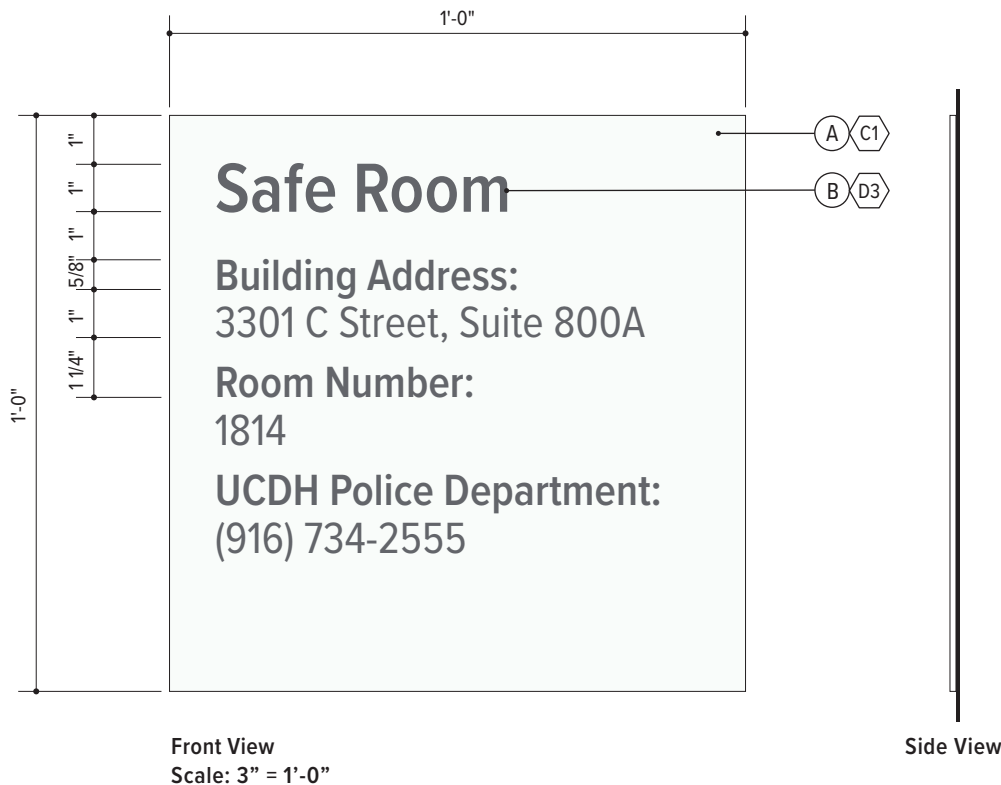 1'-0"
1"
A C1
1"
Safe Room
B D3
1"
5/8"
Building Address:
1"
3301 C Street, Suite 800A
1 1/4"
Room Number:
1'-0"
1814
UCDH Police Department:
(916) 734-2555
Front View
Side View
Scale: 3” = 1’-0”